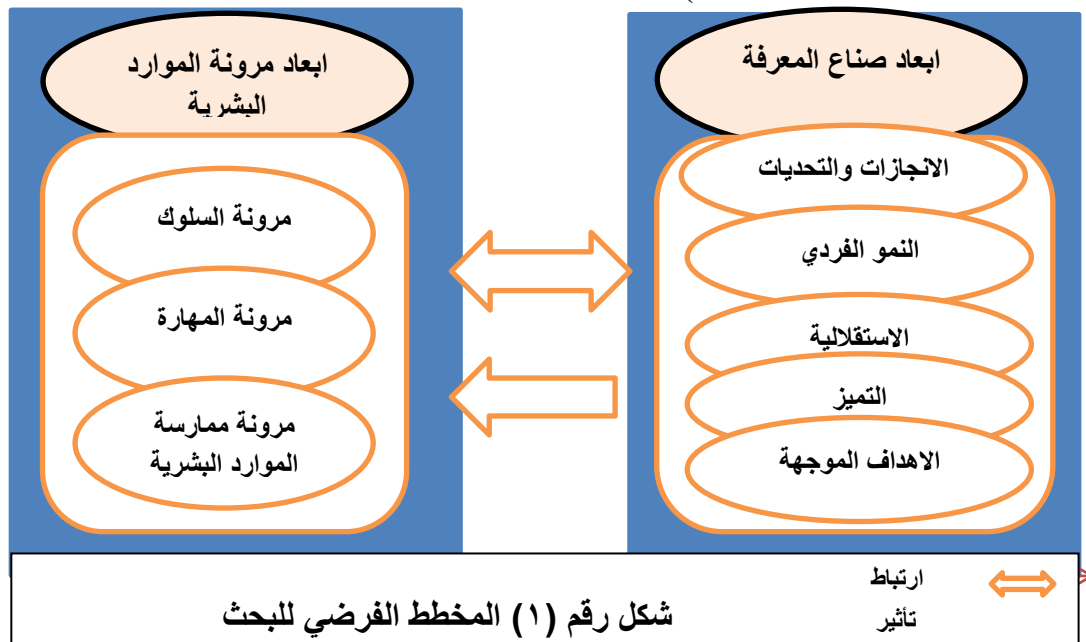 ابعاد صناع المعرفة
الانجازات والتحديات
النمو الفردي
الاستقلالية
التميز
الاهداف الموجهة
ابعاد مرونة الموارد
البشرية
مرونة السلوك
مرونة المهارة
مرونة ممارسة
الموارد البشرية
ارتباط
تأثير
شكل رقم (١) المخطط الفرضي للبحث